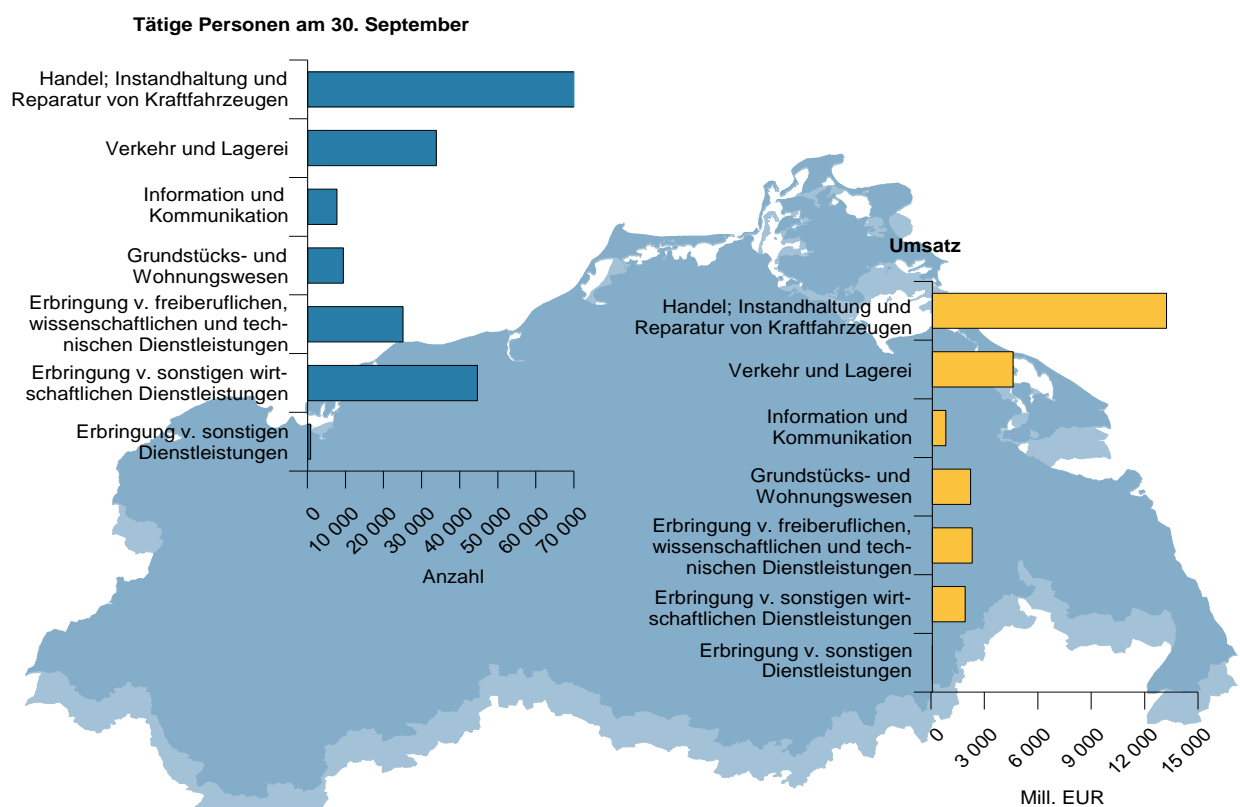 Tätige Personen am 30. September
Handel; Instandhaltung und
Reparatur von Kraftfahrzeugen
Verkehr und Lagerei
Information und
Kommunikation
Grundstücks- und
Wohnungswesen
Erbringung v. freiberuflichen,
wissenschaftlichen und tech-
nischen Dienstleistungen
Erbringung v. sonstigen wirt-
schaftlichen Dienstleistungen
Erbringung v. sonstigen
Dienstleistungen
0
10 000
20 000
30 000
40 000
50 000
60 000
70 000
Anzahl
Umsatz
Handel; Instandhaltung und
Reparatur von Kraftfahrzeugen
Verkehr und Lagerei
Information und
Kommunikation
Grundstücks- und
Wohnungswesen
Erbringung v. freiberuflichen,
wissenschaftlichen und tech-
nischen Dienstleistungen
Erbringung v. sonstigen wirt-
schaftlichen Dienstleistungen
Erbringung v. sonstigen
Dienstleistungen
0
3 000
6 000
9 000
12 000
15 000
Mill. EUR